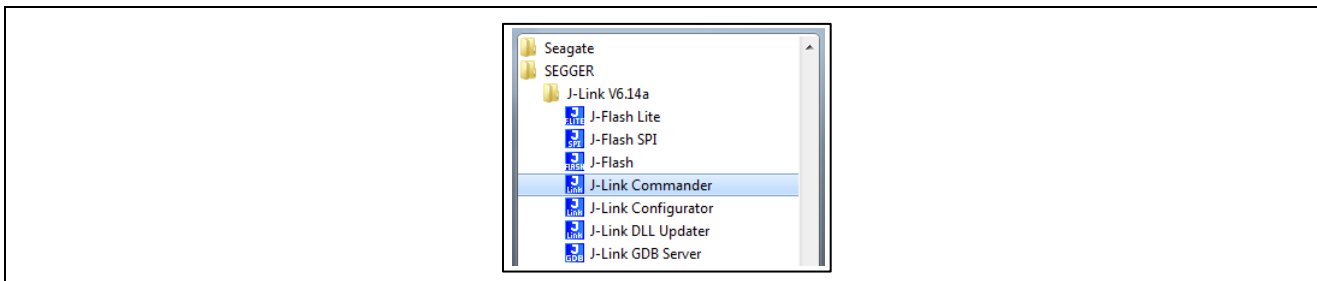 Seagate
SEGGER
J-Link V6.14a
J-Flash Lite
J-Flash SPI
J-Flash
J-Link Commander
J-Link Configurator
J-Link DLL Updater
J-Link GDB Server